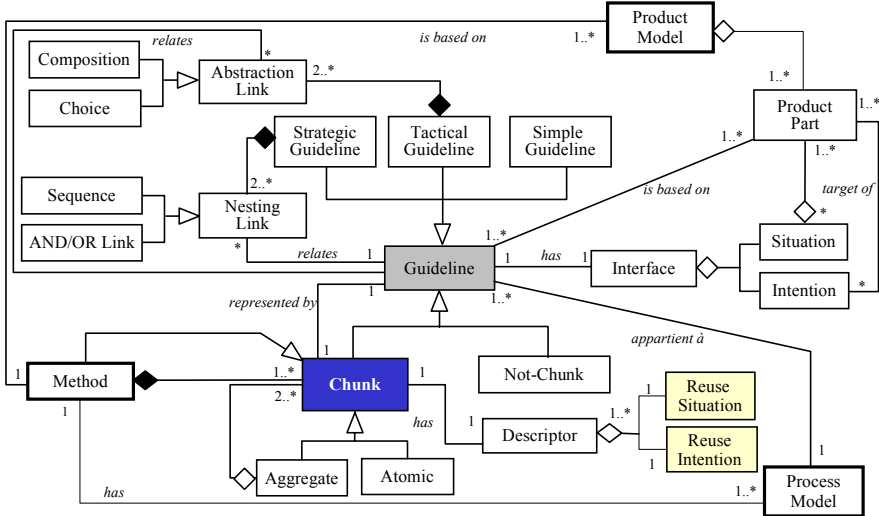 Product
Model
relates
is based on
1..*
Composition
*
2..*
Abstraction
Link
1..*
Choice
Product
Part
1..*
Strategic
Guideline
Tactical
Guideline
Simple
Guideline
1..*
1..*
2..*
is based on
target of
Sequence
Nesting
Link
*
AND/OR Link
*
relates
1
1..*
Situation
Guideline
1
has
1
Interface
1
1..*
Intention
*
represented by
appartient à
1
1
Method
1..*
Chunk
1
Not-Chunk
2..*
1
Reuse
Situation
1
has
1
Descriptor
1..*
Reuse
Intention
1
1
Aggregate
Atomic
has
1..*
Process
Model